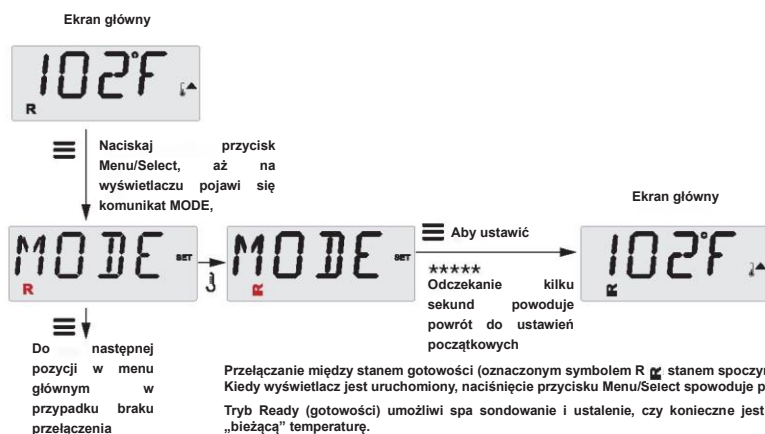 Ekran główny
102°F
R
Naciskaj przycisk
Menu/Select, aż na
wyświetlaczu pojawi się
komunikat MODE,
Ekran główny
MODE SET
R
MODE SET
R
Aby ustawić
*****
Odczekanie kilku
sekund powoduje
powrót do ustawień
początkowych
102°F
R
Do następnej
pozycji w menu
głównym w
przypadku braku
przełączenia
Przełączanie między stanem gotowości (oznaczonym symbolem R R stanem spoczyn
Kiedy wyświetlacz jest uruchomiony, naciśnięcie przycisku Menu/Select spowoduje p
Tryb Ready (gotowości) umożliwi spa sondowanie i ustalenie, czy konieczne jest
„bieżącą” temperaturę.